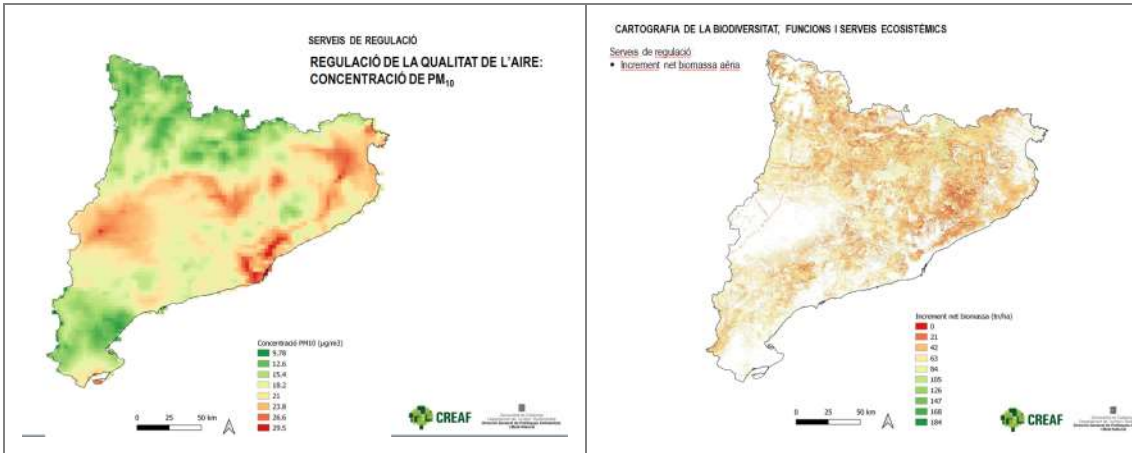 SERVEIS DE REGULACIÓ
REGULACIÓ DE LA QUALITAT DE L'AIRE:
CONCENTRACIÓ DE PM10
Concentració PM10 (µg/m3)
9,78
12,6
15,4
18,2
21
23,8
26,6
29,5
0 25 50 km
CREAF
CARTOGRAFIA DE LA BIODIVERSITAT, FUNCIONS I SERVEIS ECOSISTÈMICS
Serveis de regulació
• Increment net biomassa aèria
Increment net biomassa (tn/ha)
0
21
42
63
84
105
126
147
168
184
0 25 50 km
CREAF